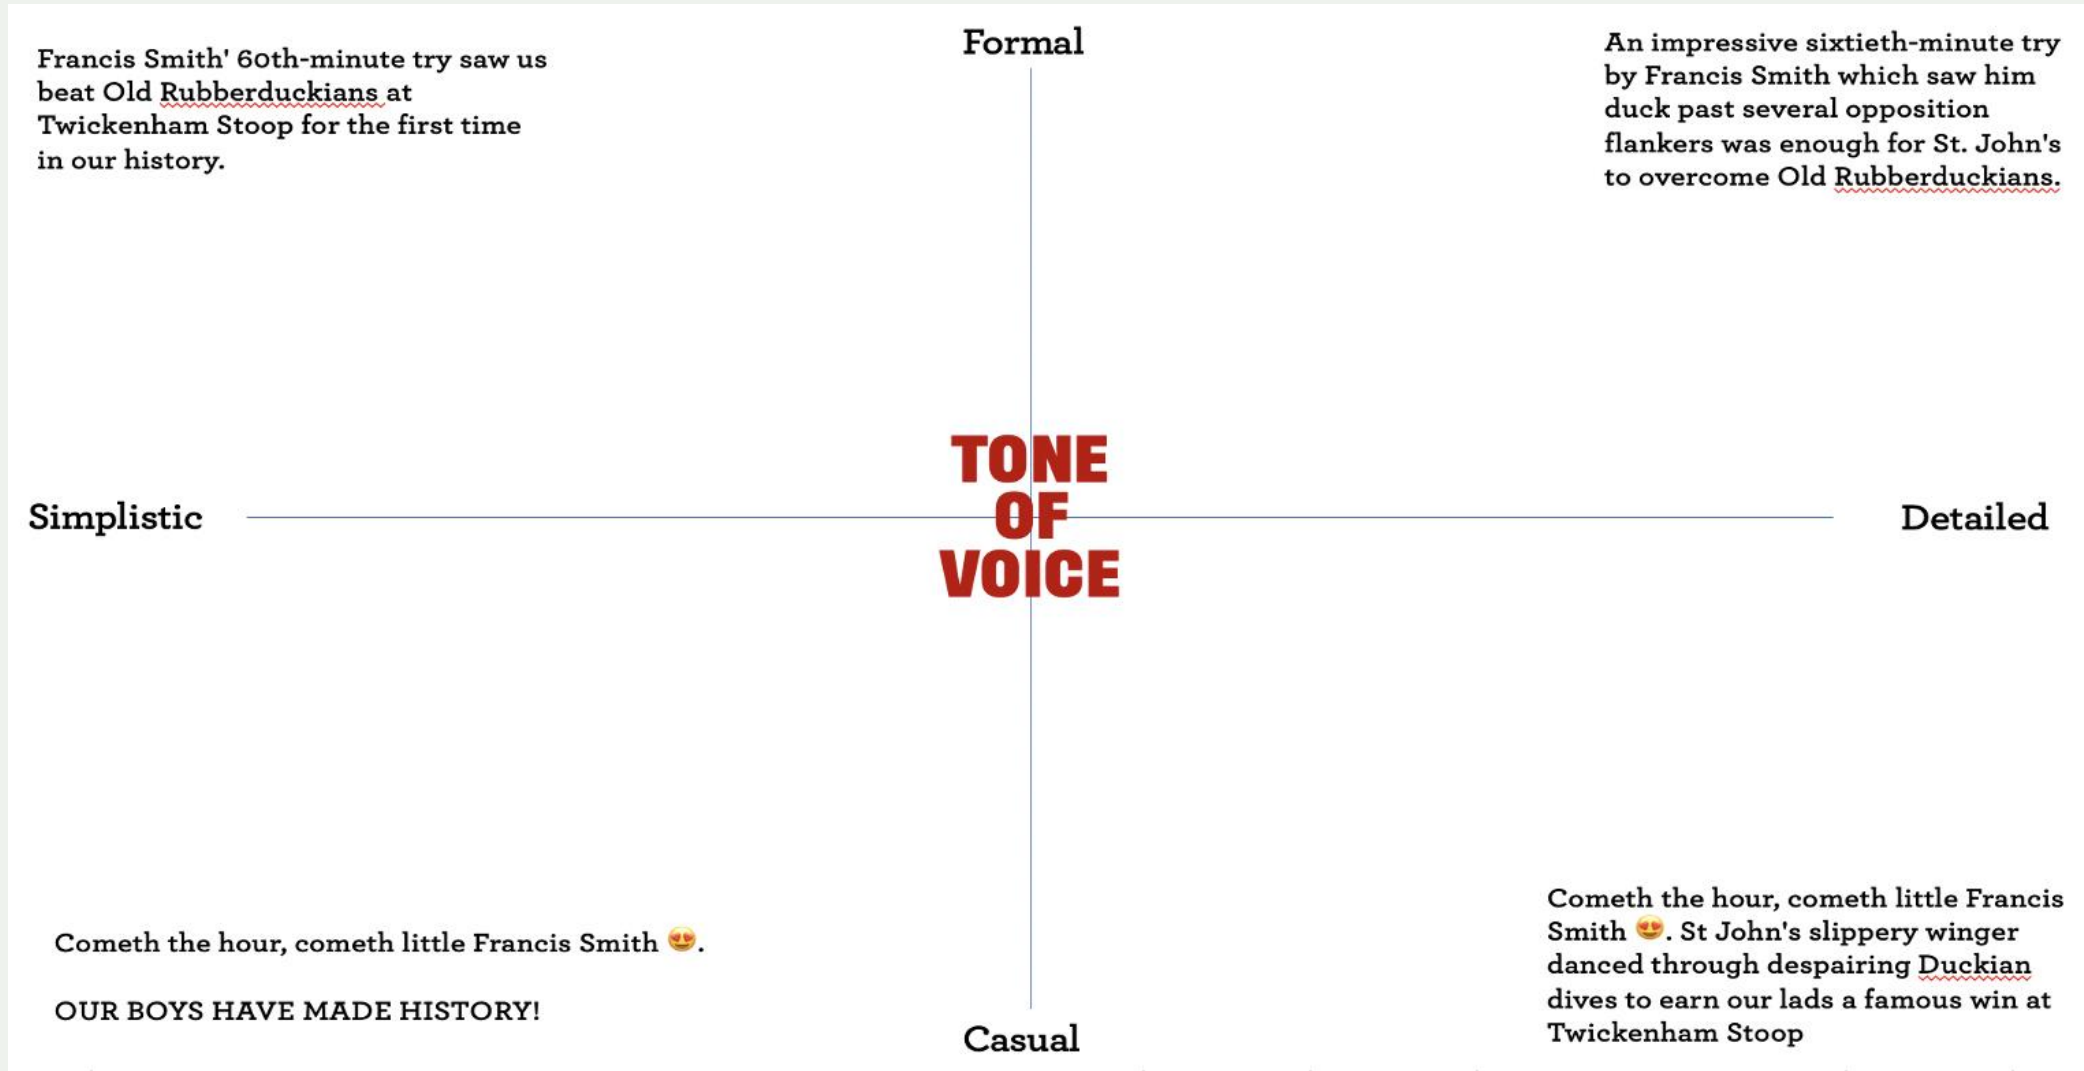 Formal
Francis Smith' 60th-minute try saw us
beat Old Rubberduckians at
Twickenham Stoop for the first time
in our history.
An impressive sixtieth-minute try
by Francis Smith which saw him
duck past several opposition
flankers was enough for St. John's
to overcome Old Rubberduckians.
TONE
OF
VOICE
Simplistic
Detailed
Cometh the hour, cometh little Francis Smith 😍.
OUR BOYS HAVE MADE HISTORY!
Cometh the hour, cometh little Francis
Smith 😍. St John's slippery winger
danced through despairing Duckian
dives to earn our lads a famous win at
Twickenham Stoop
Casual